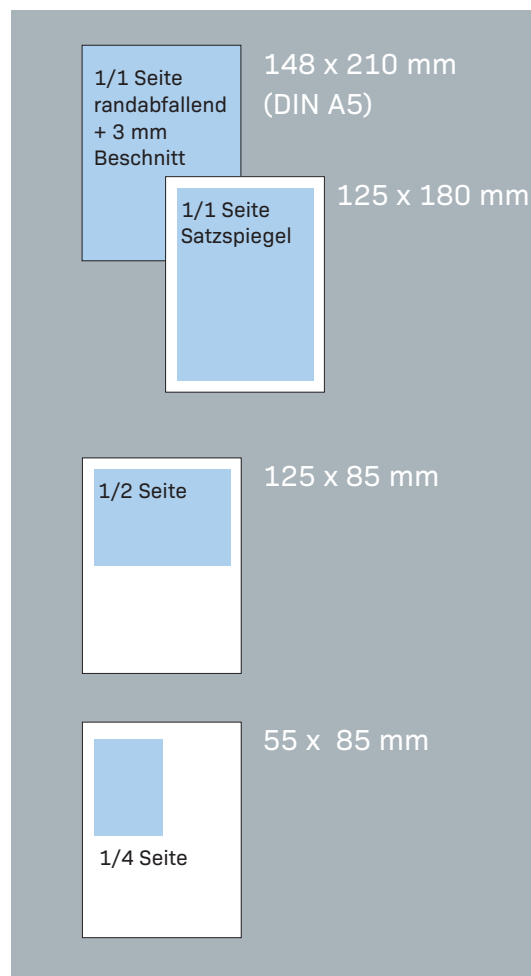 1/1 Seite
randabfallend
+ 3 mm
Beschnitt
148 x 210 mm
(DIN A5)
1/1 Seite
Satzspiegel
125 x 180 mm
1/2 Seite
125 x 85 mm
55 x 85 mm
1/4 Seite